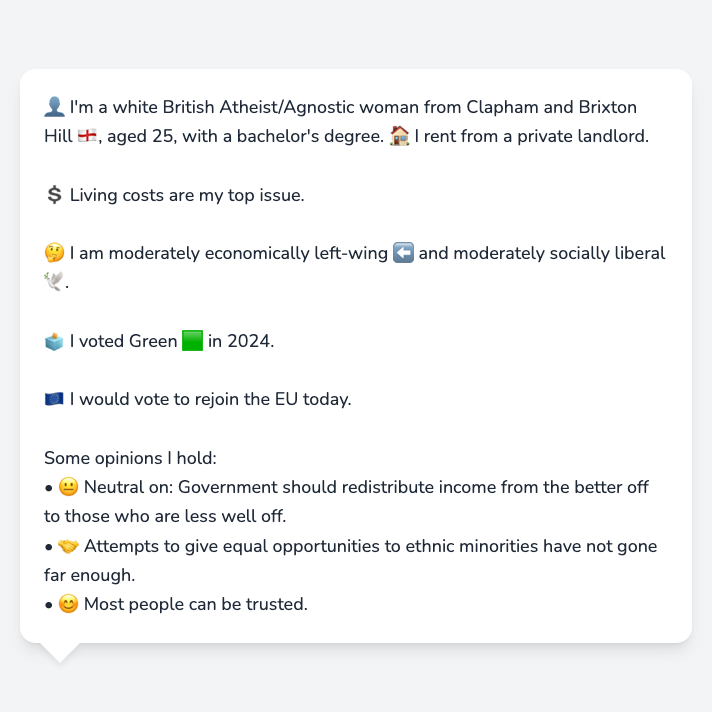 👤 I'm a white British Atheist/Agnostic woman from Clapham and Brixton
Hill 🏴󠁧󠁢󠁥󠁮󠁧󠁿, aged 25, with a bachelor's degree. 🏠 I rent from a private landlord.
💲 Living costs are my top issue.
🤔 I am moderately economically left-wing ⬅️ and moderately socially liberal
🕊️.
🗳️ I voted Green 🟩 in 2024.
🇪🇺 I would vote to rejoin the EU today.
Some opinions I hold:
• 😐 Neutral on: Government should redistribute income from the better off
to those who are less well off.
• 🤝 Attempts to give equal opportunities to ethnic minorities have not gone
far enough.
• 😊 Most people can be trusted.